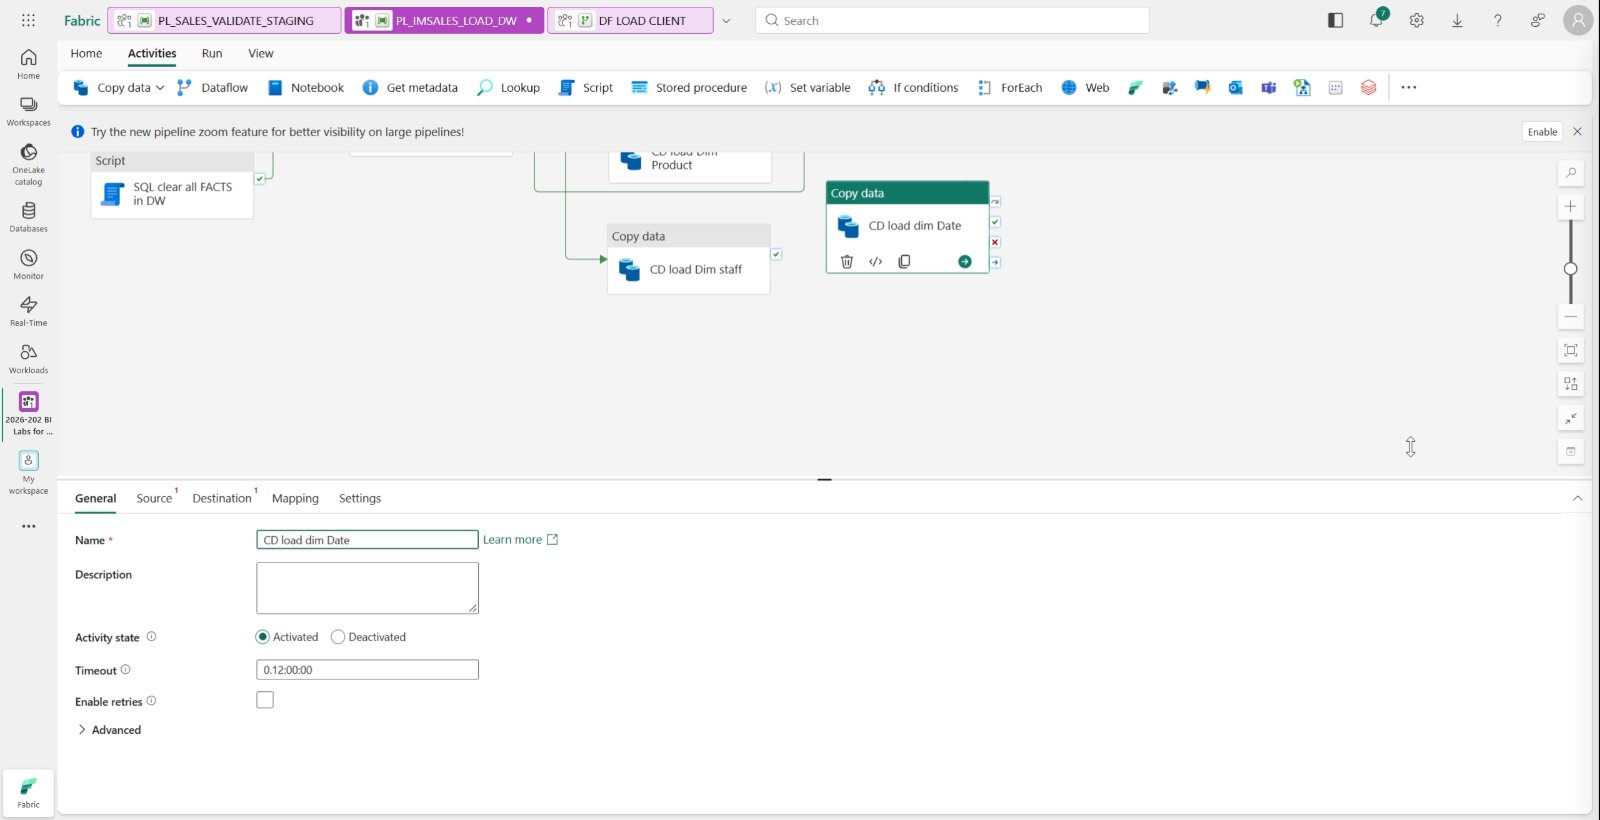 Fabric
PL_SALES_VALIDATE_STAGING
PL_IMSALES_LOAD_DW
DF LOAD CLIENT
Search
7
Home
Activities
Run
View
Copy data
Dataflow
Notebook
Get metadata
Lookup
Script
Stored procedure
Set variable
If conditions
ForEach
Web
Try the new pipeline zoom feature for better visibility on large pipelines!
Enable
Home
Workspaces
OneLake
catalog
Databases
Monitor
Real-Time
Workloads
2026-202 BI
Labs for ...
My
workspace
Fabric
Script
SQL clear all FACTS
in DW
CD load Dim
Product
Copy data
CD load Dim staff
Copy data
CD load dim Date
General
Source 1
Destination 1
Mapping
Settings
Name *
CD load dim Date
Learn more
Description
Activity state
Activated
Deactivated
Timeout
0.12:00:00
Enable retries
Advanced